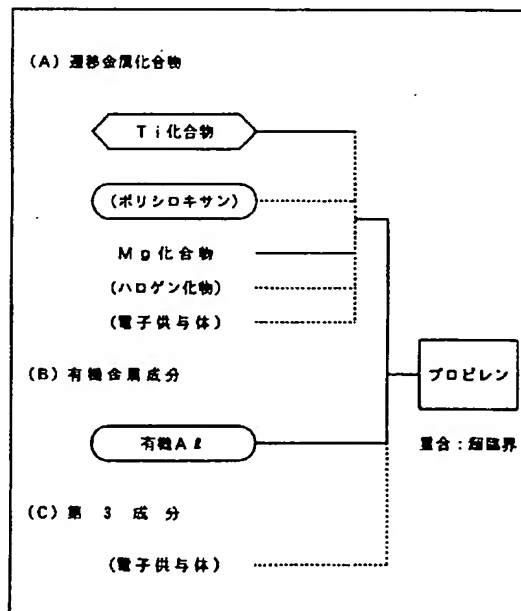 (A) 遷移金属化合物
Ti化合物
(ポリシロキサン)
Mg化合物
(ハロゲン化物)
(電子供与体)
(B) 有機金属成分
プロピレン
有機Aℓ
重合：超臨界
(C) 第3成分
(電子供与体)